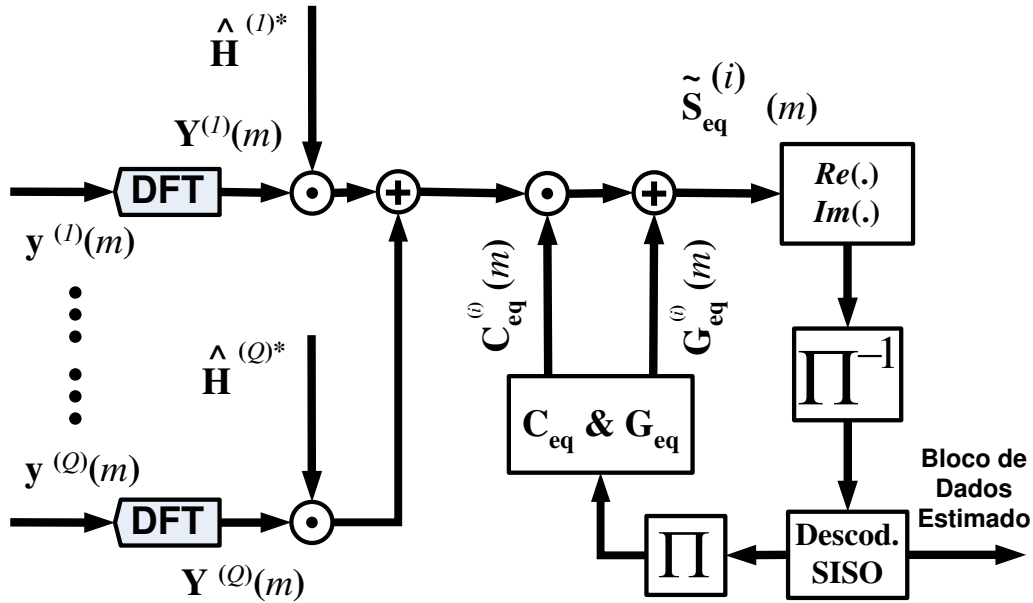 Ĥ (1)*
Y(1)(m)
S̃eq(i)(m)
DFT
Re(.)
Im(.)
y (1)(m)
Ceq(i)(m)
Geq(i)(m)
Ĥ (Q)*
∏−1
Ceq & Geq
y (Q)(m)
Bloco de
Dados
Estimado
DFT
∏
Descod.
SISO
Y (Q)(m)